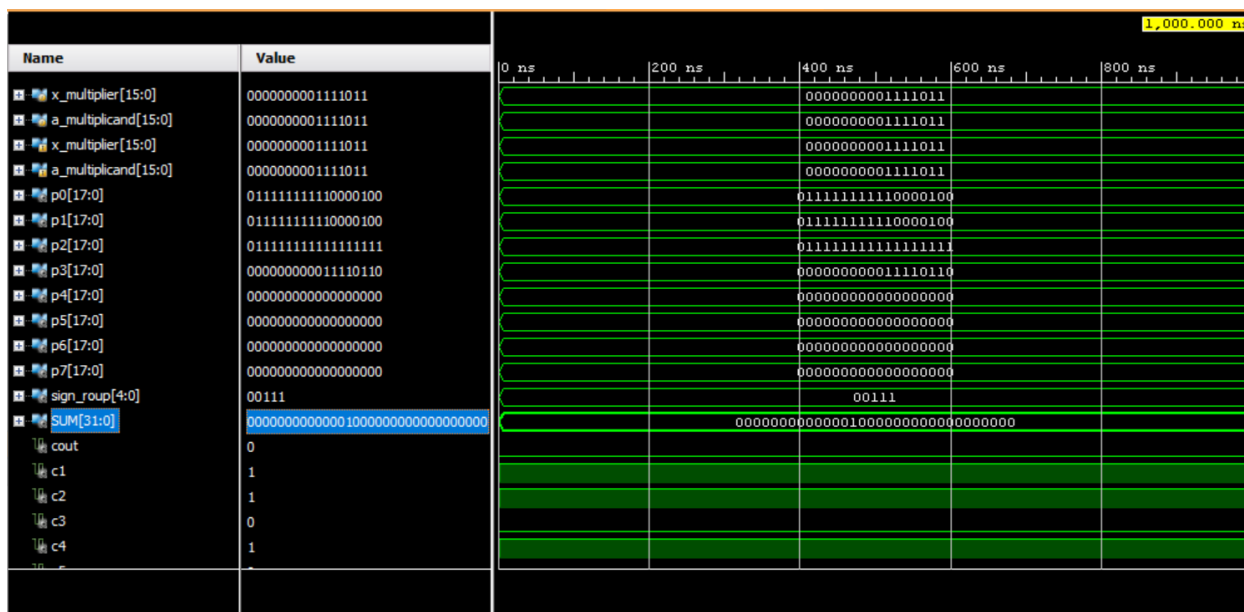 1,000.000 ns
Name Value
0 ns 200 ns 400 ns 600 ns 800 ns
x_multiplier[15:0] 0000000001111011 0000000001111011
a_multiplicand[15:0] 0000000001111011 0000000001111011
x_multiplier[15:0] 0000000001111011 0000000001111011
a_multiplicand[15:0] 0000000001111011 0000000001111011
p0[17:0] 011111111110000100 011111111110000100
p1[17:0] 011111111110000100 011111111110000100
p2[17:0] 011111111111111111 011111111111111111
p3[17:0] 000000000011110110 000000000011110110
p4[17:0] 000000000000000000 000000000000000000
p5[17:0] 000000000000000000 000000000000000000
p6[17:0] 000000000000000000 000000000000000000
p7[17:0] 000000000000000000 000000000000000000
sign_roup[4:0] 00111 00111
SUM[31:0] 00000000000001000000000000000000 00000000000001000000000000000000
cout 0
c1 1
c2 1
c3 0
c4 1